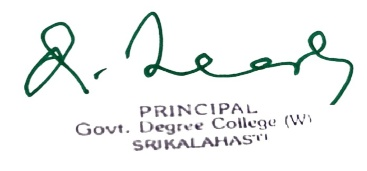 PRINCIPAL
Govt. Degree College (W)
SRIKALAHASTI